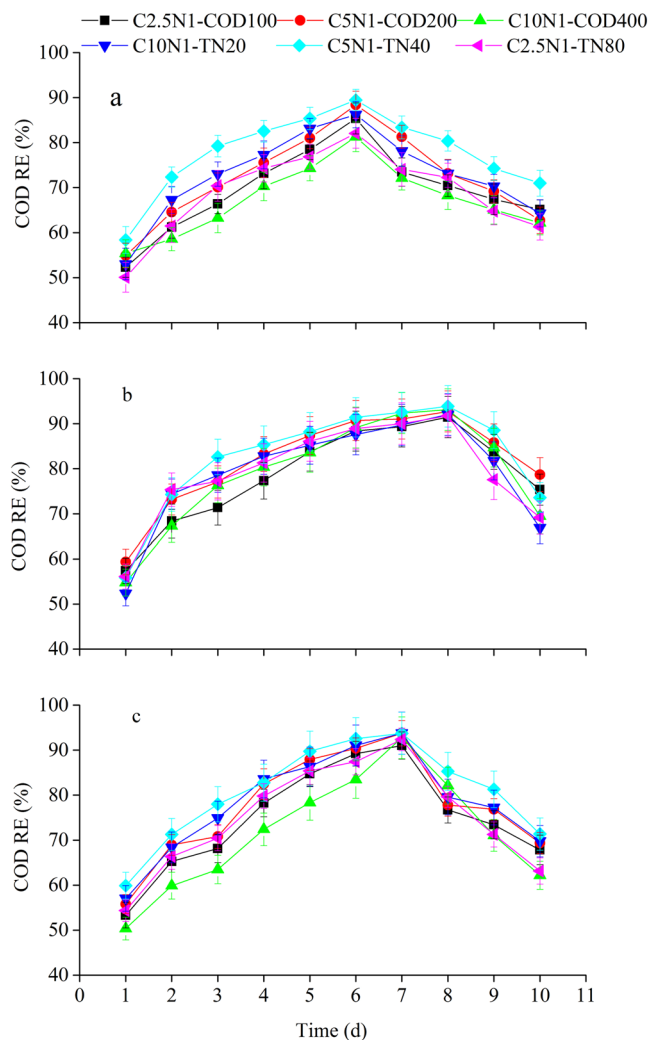 C2.5N1-COD100 C5N1-COD200 C10N1-COD400
C10N1-TN20 C5N1-TN40 C2.5N1-TN80
a
COD RE (%)
100
90
80
70
60
50
40
b
COD RE (%)
100
90
80
70
60
50
40
c
COD RE (%)
100
90
80
70
60
50
40
0 1 2 3 4 5 6 7 8 9 10 11
Time (d)